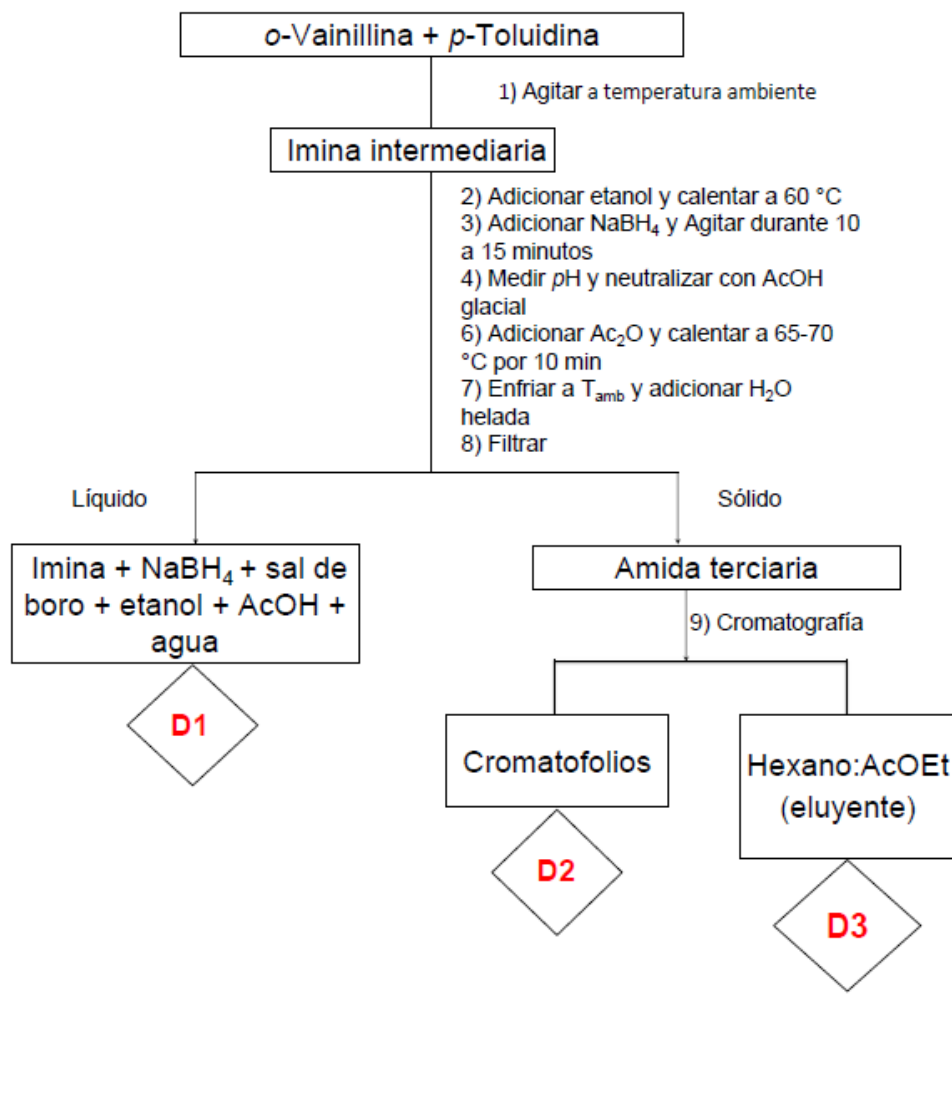 o-Vainillina + p-Toluidina
1) Agitar a temperatura ambiente
Imina intermediaria
2) Adicionar etanol y calentar a 60 °C
3) Adicionar NaBH₄ y Agitar durante 10
a 15 minutos
4) Medir pH y neutralizar con AcOH
glacial
6) Adicionar Ac₂O y calentar a 65-70
°C por 10 min
7) Enfriar a Tamb y adicionar H₂O
helada
8) Filtrar
Líquido
Sólido
Imina + NaBH₄ + sal de
boro + etanol + AcOH +
agua
Amida terciaria
9) Cromatografía
D1
Cromatofolios
Hexano:AcOEt
(eluyente)
D2
D3